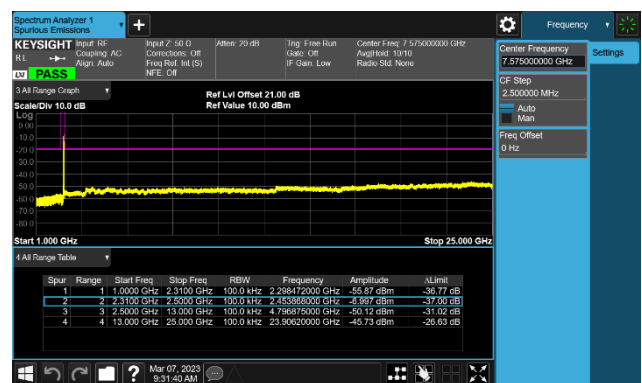 Spectrum Analyzer 1
Spurious Emissions
+
Frequency
KEYSIGHT Input: RF Input Z: 50 Ω Atten: 20 dB Trig: Free Run Center Freq: 7.575000000 GHz
R L Coupling: AC Corrections: Off Gate: Off Avg|Hold: 10/10
Align: Auto Freq Ref: Int (S) IF Gain: Low Radio Std: None
NFE: Off
LXI PASS
Center Frequency
7.575000000 GHz
Settings
CF Step
2.500000 MHz
Auto
Man
Freq Offset
0 Hz
3 All Range Graph
Ref Lvl Offset 21.00 dB
Scale/Div 10.0 dB Ref Value 10.00 dBm
Log
0.00
-10.0
-20.0
-30.0
-40.0
-50.0
-60.0
-70.0
-80.0
Start 1.000 GHz Stop 25.000 GHz
4 All Range Table
Spur Range Start Freq Stop Freq RBW Frequency Amplitude ΔLimit
1 1 1.0000 GHz 2.3100 GHz 100.0 kHz 2.298472000 GHz -55.87 dBm -36.77 dB
2 2 2.3100 GHz 2.5000 GHz 100.0 kHz 2.453868000 GHz -6.997 dBm -37.00 dB
3 3 2.5000 GHz 13.000 GHz 100.0 kHz 4.796875000 GHz -50.12 dBm -31.02 dB
4 4 13.000 GHz 25.000 GHz 100.0 kHz 23.90620000 GHz -45.73 dBm -26.63 dB
? Mar 07, 2023
9:31:40 AM